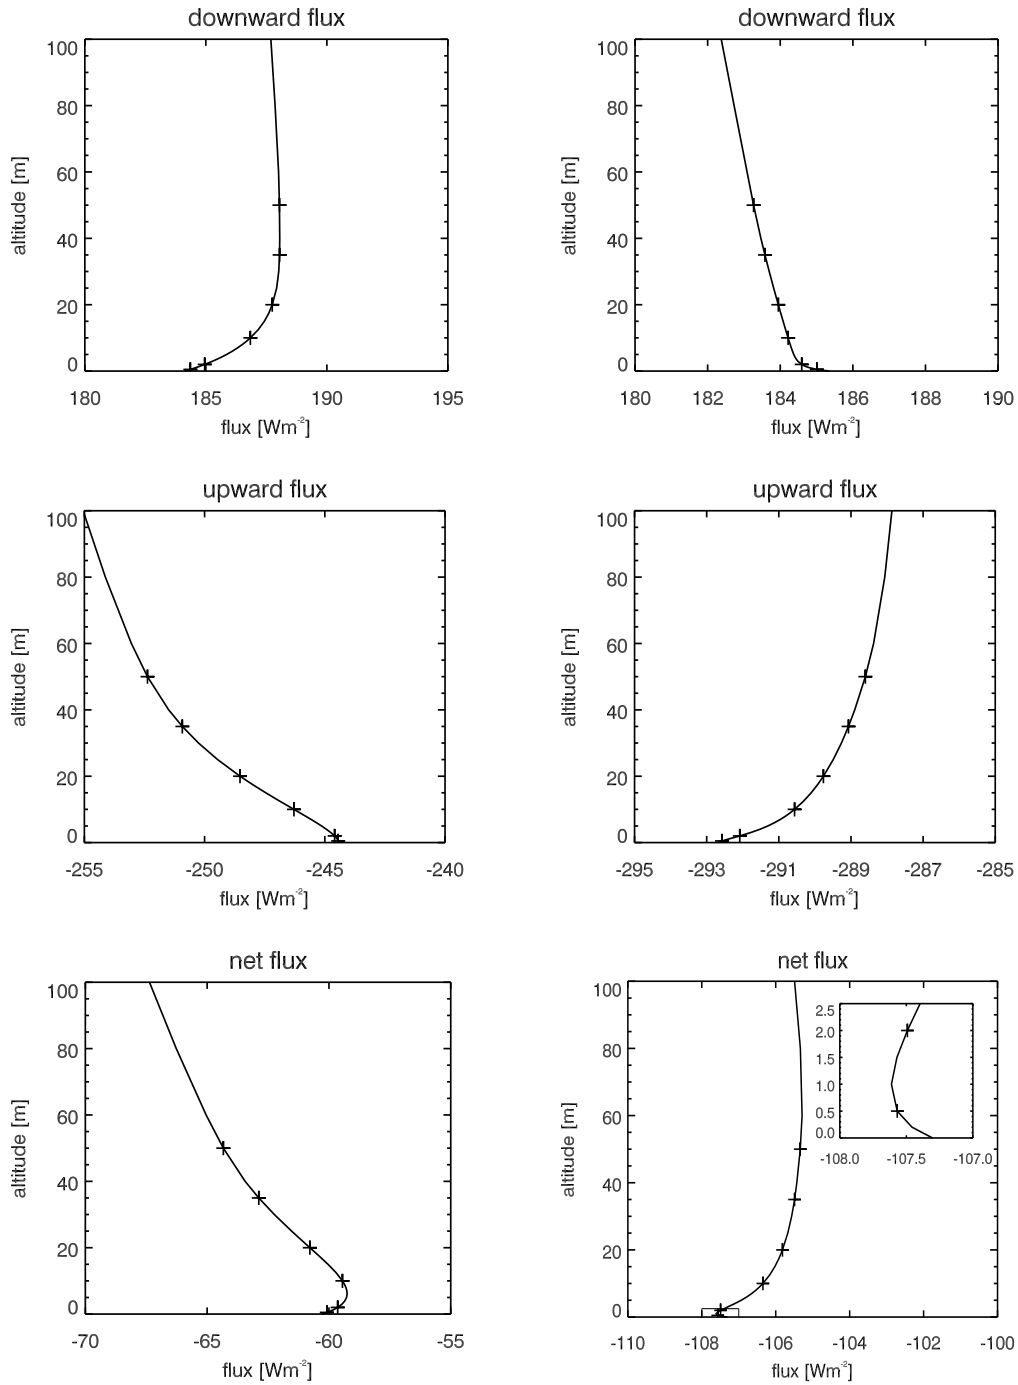 downward flux
100
80
60
40
20
0
altitude [m]
180 185 190 195
flux [Wm-2]
downward flux
100
80
60
40
20
0
altitude [m]
180 182 184 186 188 190
flux [Wm-2]
upward flux
100
80
60
40
20
0
altitude [m]
-255 -250 -245 -240
flux [Wm-2]
upward flux
100
80
60
40
20
0
altitude [m]
-295 -293 -291 -289 -287 -285
flux [Wm-2]
net flux
100
80
60
40
20
0
altitude [m]
-70 -65 -60 -55
flux [Wm-2]
net flux
100
80
60
40
20
0
altitude [m]
2.5
2.0
1.5
1.0
0.5
0.0
-108.0 -107.5 -107.0
-110 -108 -106 -104 -102 -100
flux [Wm-2]